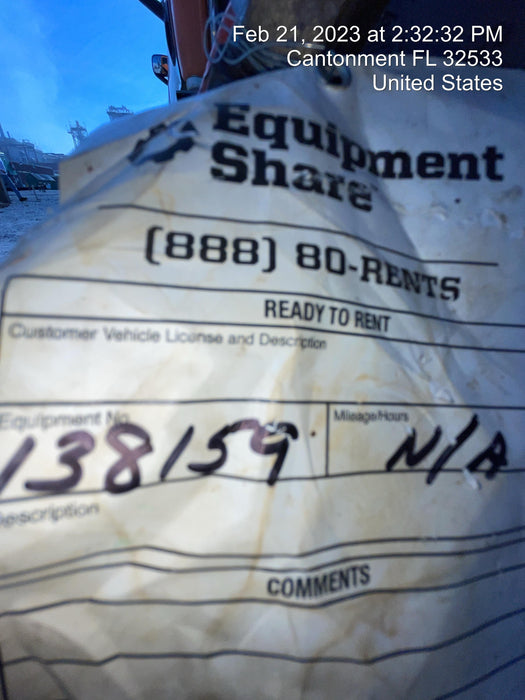 Feb 21, 2023 at 2:32:32 PM
Cantonment FL 32533
United States
Equipment
Share
(888) 80-RENTS
READY TO RENT
Customer Vehicle License and Description
Equipment No.
Mileage/Hours
138159
N/A
Description
COMMENTS